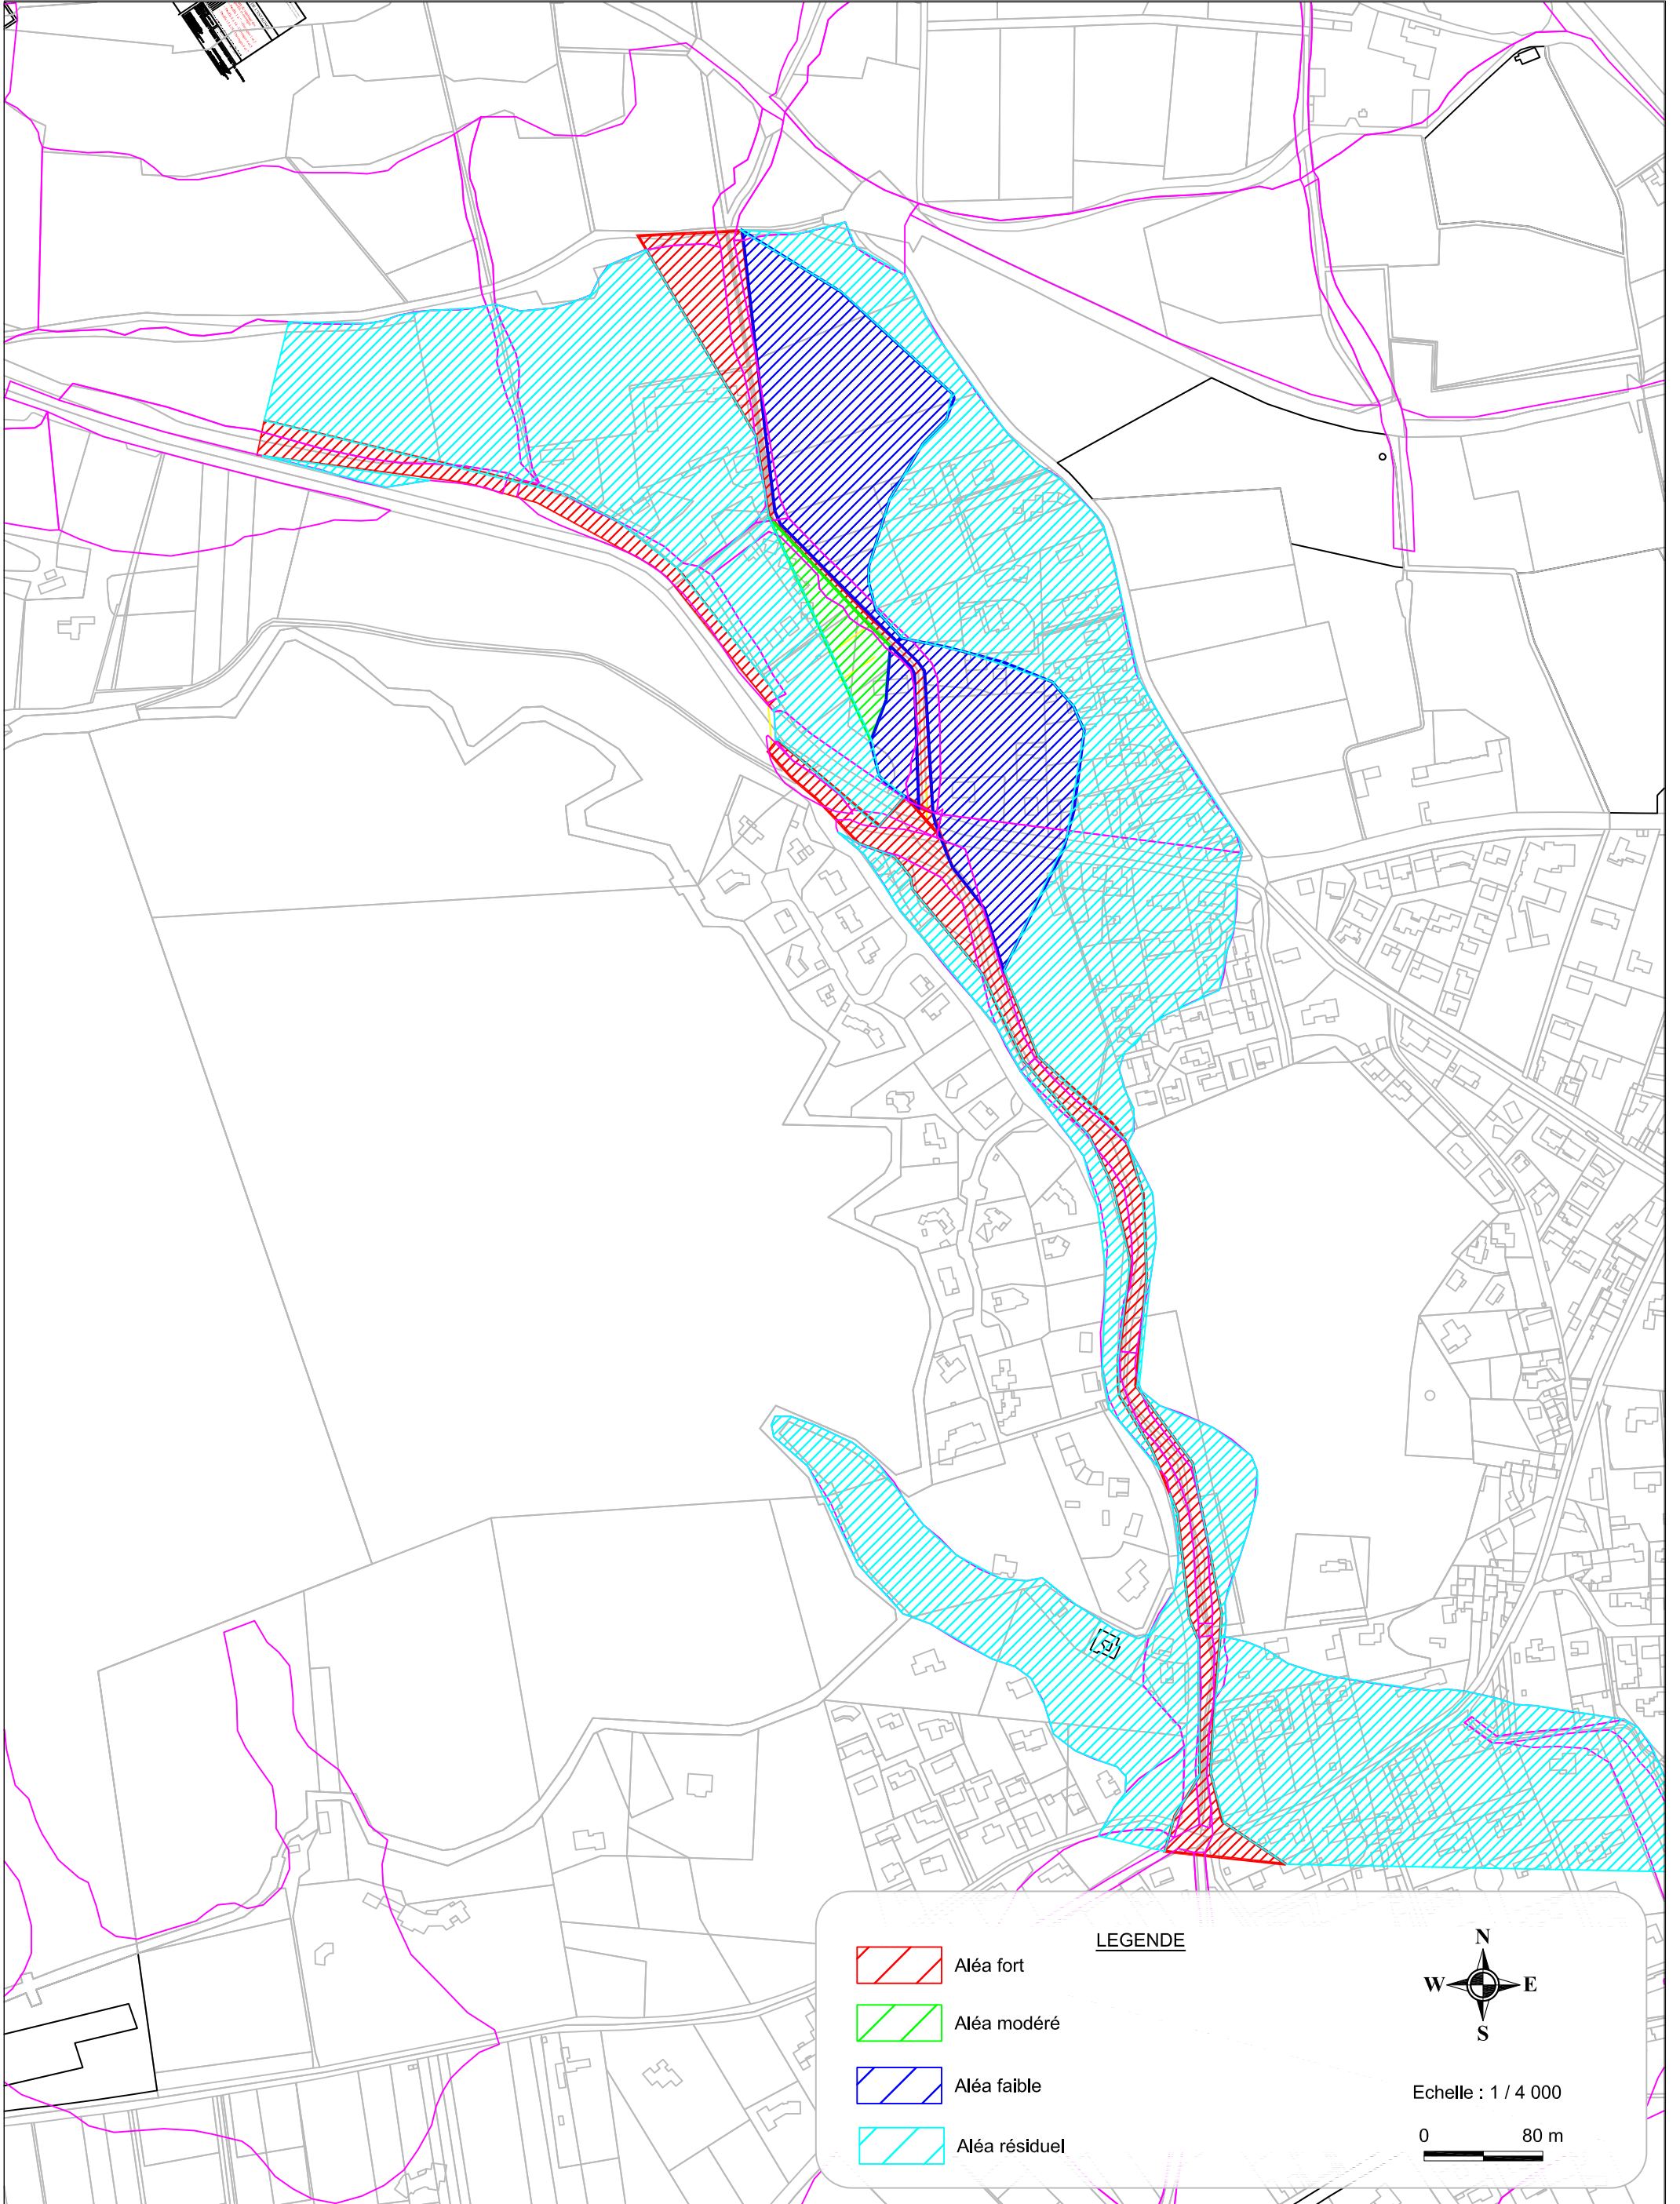 LEGENDE
Aléa fort
Aléa modéré
Aléa faible
Aléa résiduel
N
W E
S
Echelle : 1 / 4 000
0 80 m